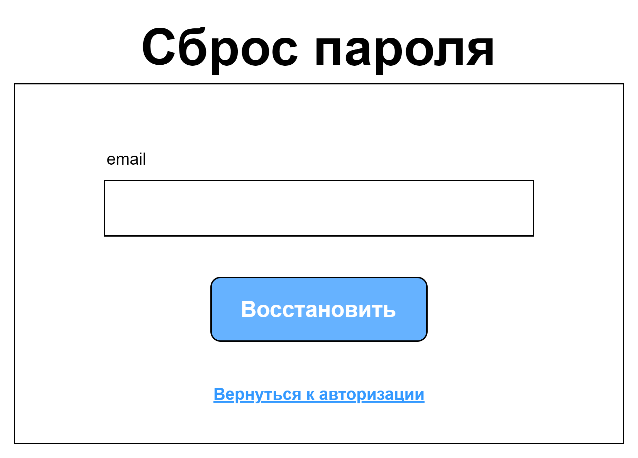 Сброс пароля
email
Восстановить
Вернуться к авторизации